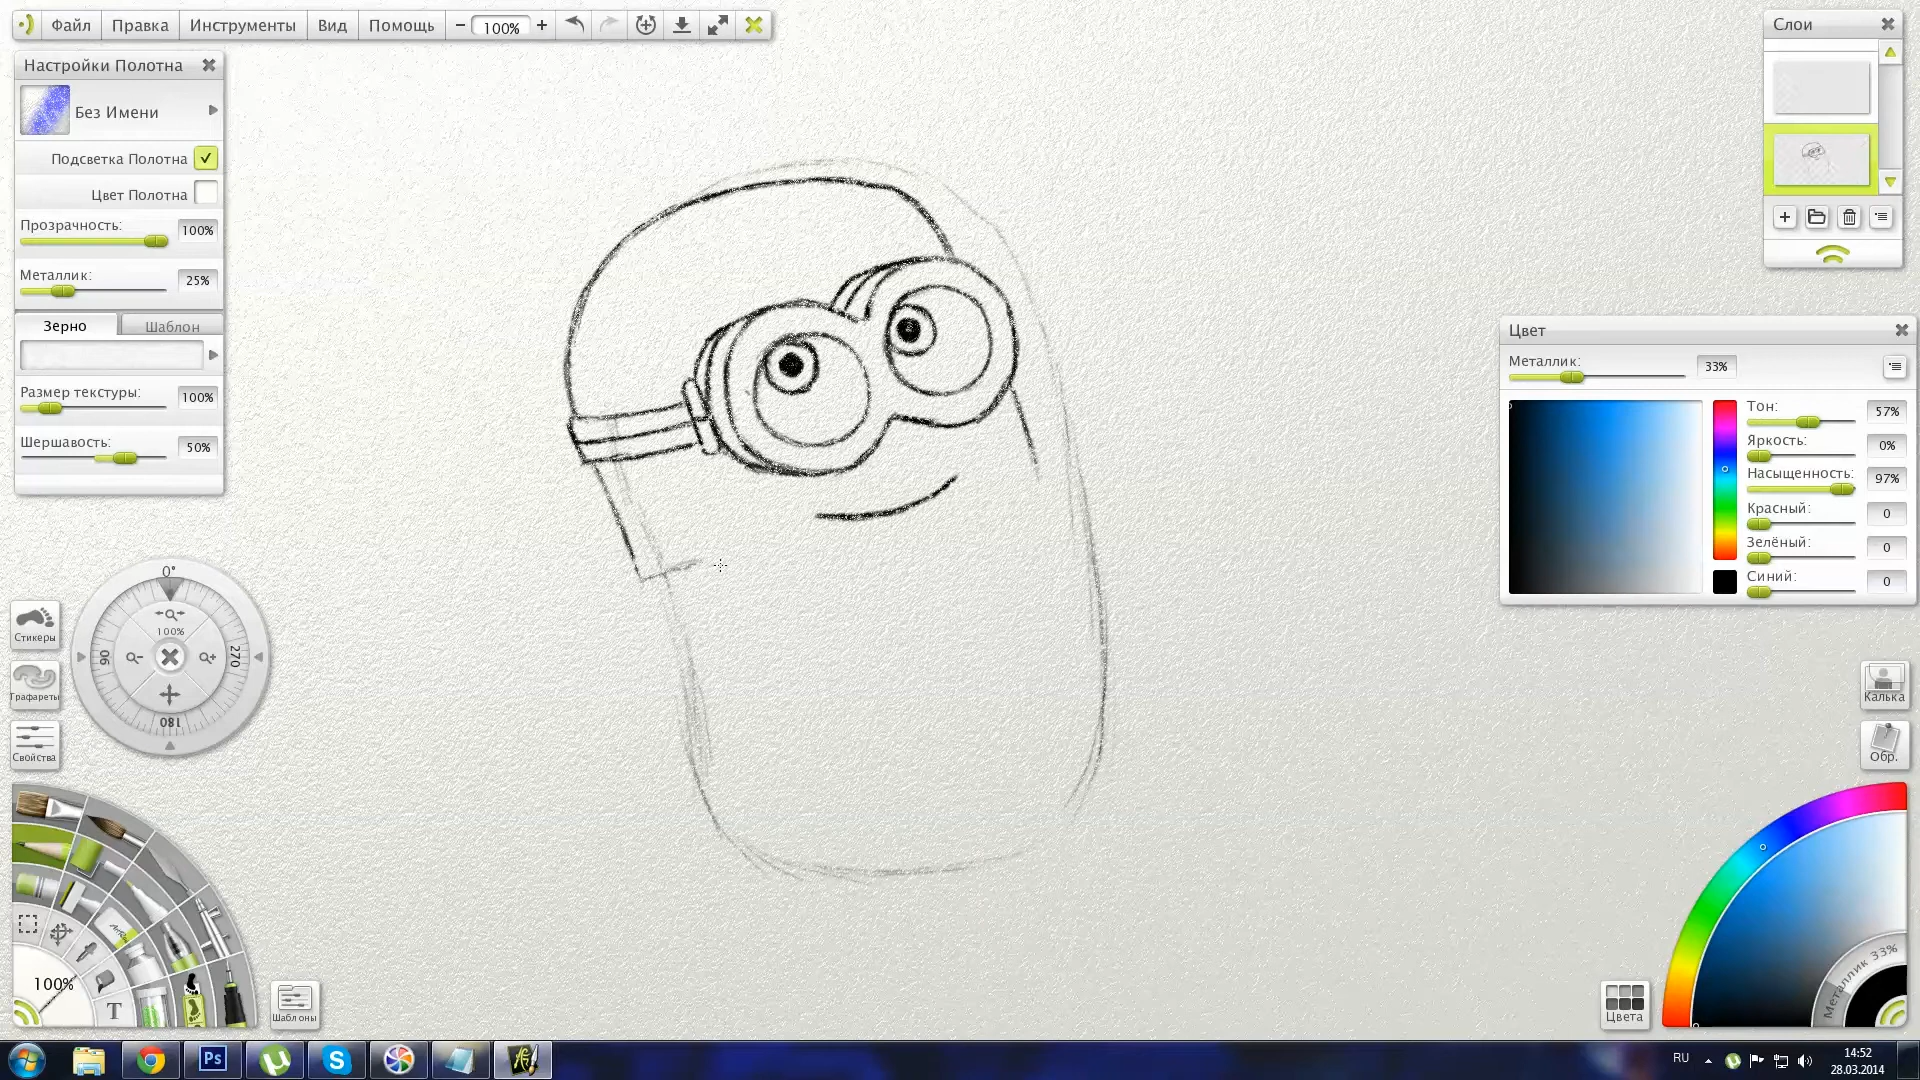 Файл Правка Инструменты Вид Помощь − 100% +
Настройки Полотна
Без Имени
Подсветка Полотна
Цвет Полотна
Прозрачность:
100%
Металлик:
25%
Зерно Шаблон
Размер текстуры:
100%
Шершавость:
50%
Слои
Цвет
Металлик:
33%
Тон:
57%
Яркость:
0%
Насыщенность:
97%
Красный:
0
Зелёный:
0
Синий:
0
0°
100%
90
270
180
Стикеры
Трафареты
Свойства
100%
T
Шаблоны
Калька
Обр.
Металлик 33%
Цвета
Ps
RU
14:52
28.03.2014